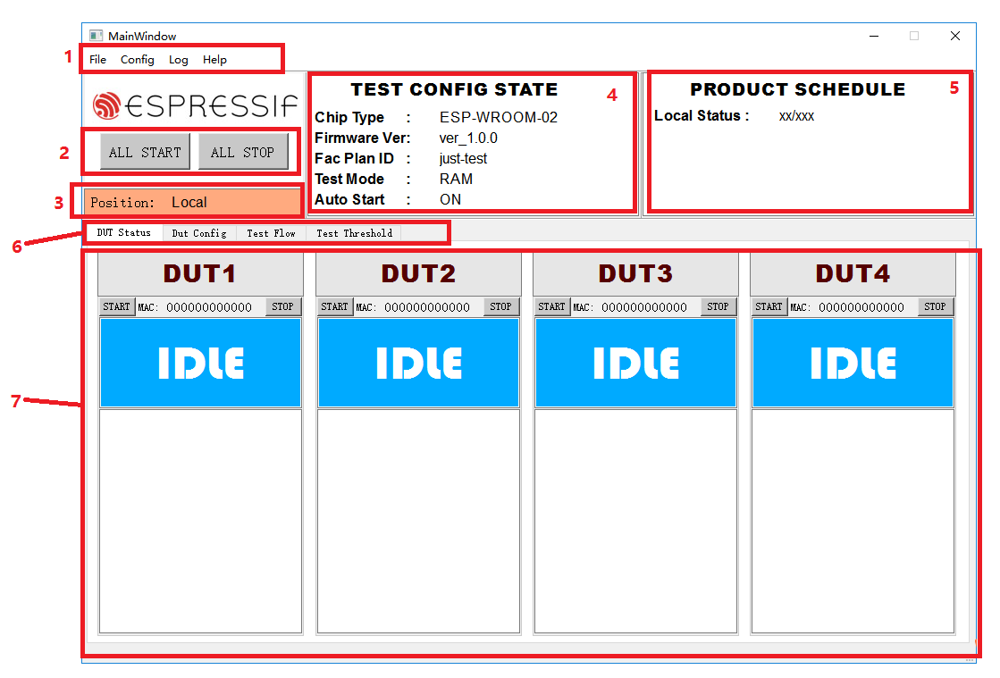 MainWindow
1
File Config Log Help
ESPRESSIF
2
ALL START ALL STOP
3
Position: Local
TEST CONFIG STATE 4
Chip Type : ESP-WROOM-02
Firmware Ver: ver_1.0.0
Fac Plan ID : just-test
Test Mode : RAM
Auto Start : ON
PRODUCT SCHEDULE 5
Local Status : xx/xxx
6
DUT Status Dut Config Test Flow Test Threshold
7
DUT1 DUT2 DUT3 DUT4
START MAC: 000000000000 STOP START MAC: 000000000000 STOP START MAC: 000000000000 STOP START MAC: 000000000000 STOP
IDLE IDLE IDLE IDLE